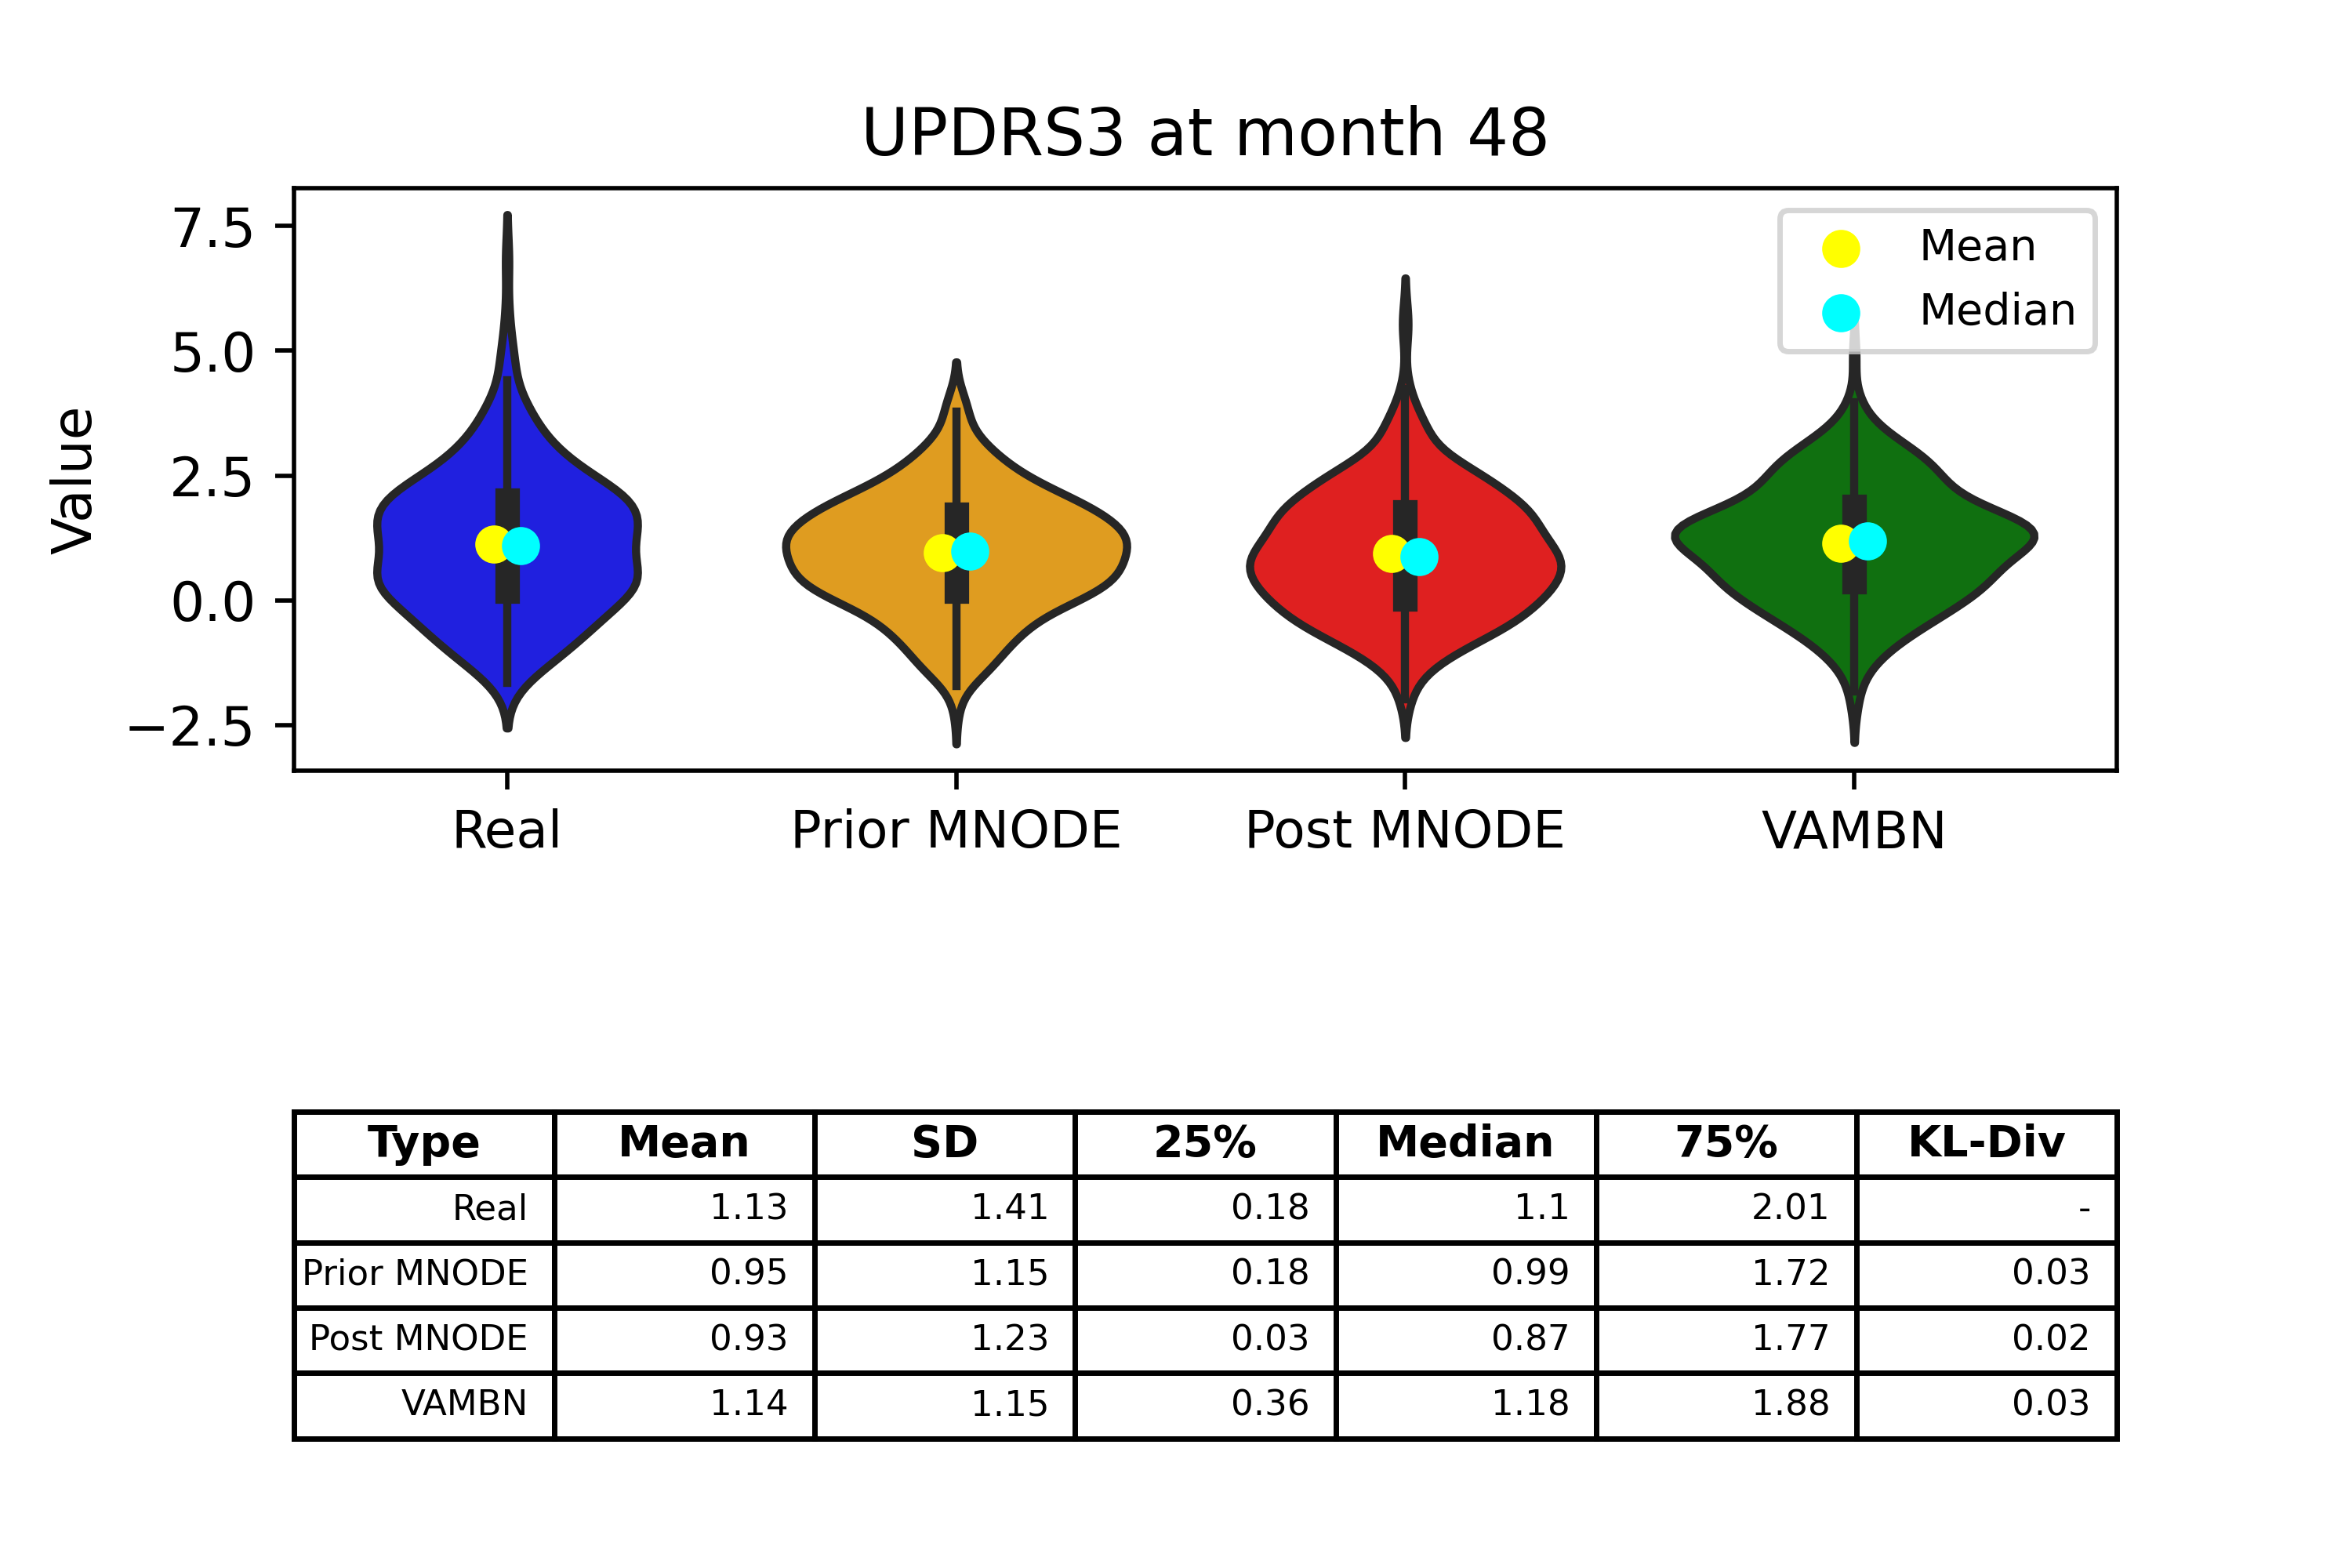 UPDRS3 at month 48
Value
7.5
5.0
2.5
0.0
−2.5
Mean
Median
Real Prior MNODE Post MNODE VAMBN
Type Mean SD 25% Median 75% KL-Div
Real 1.13 1.41 0.18 1.1 2.01 -
Prior MNODE 0.95 1.15 0.18 0.99 1.72 0.03
Post MNODE 0.93 1.23 0.03 0.87 1.77 0.02
VAMBN 1.14 1.15 0.36 1.18 1.88 0.03